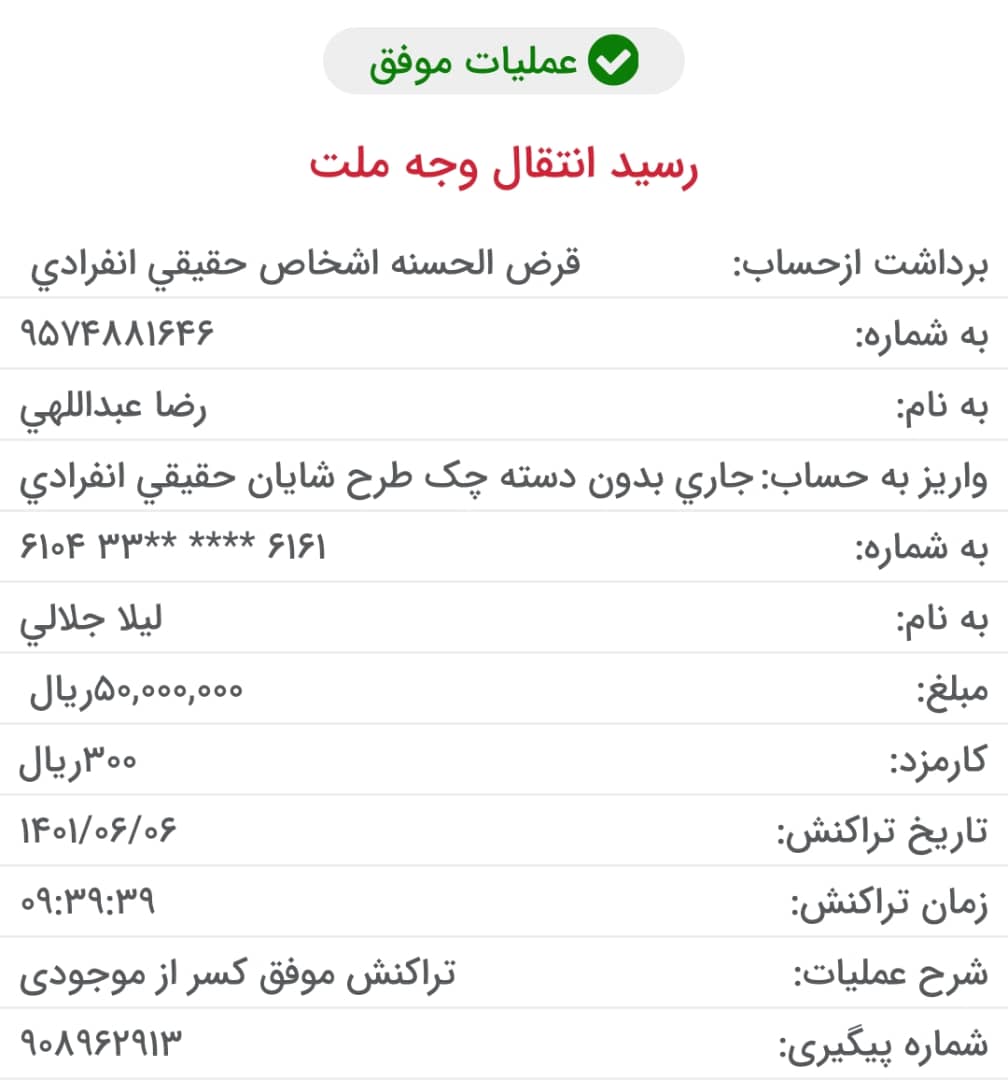 عملیات موفق
رسید انتقال وجه ملت
برداشت ازحساب: قرض الحسنه اشخاص حقيقي انفرادي
به شماره: ۹۵۷۴۸۸۱۶۴۶
به نام: رضا عبداللهي
واریز به حساب: جاري بدون دسته چک طرح شايان حقيقي انفرادي
به شماره: ۶۱۰۴ ۳۳** **** ۶۱۶۱
به نام: ليلا جلالي
مبلغ: ۵۰,۰۰۰,۰۰۰ریال
کارمزد: ۳۰۰ریال
تاریخ تراکنش: ۱۴۰۱/۰۶/۰۶
زمان تراکنش: ۰۹:۳۹:۳۹
شرح عملیات: تراکنش موفق کسر از موجودی
شماره پیگیری: ۹۰۸۹۶۲۹۱۳